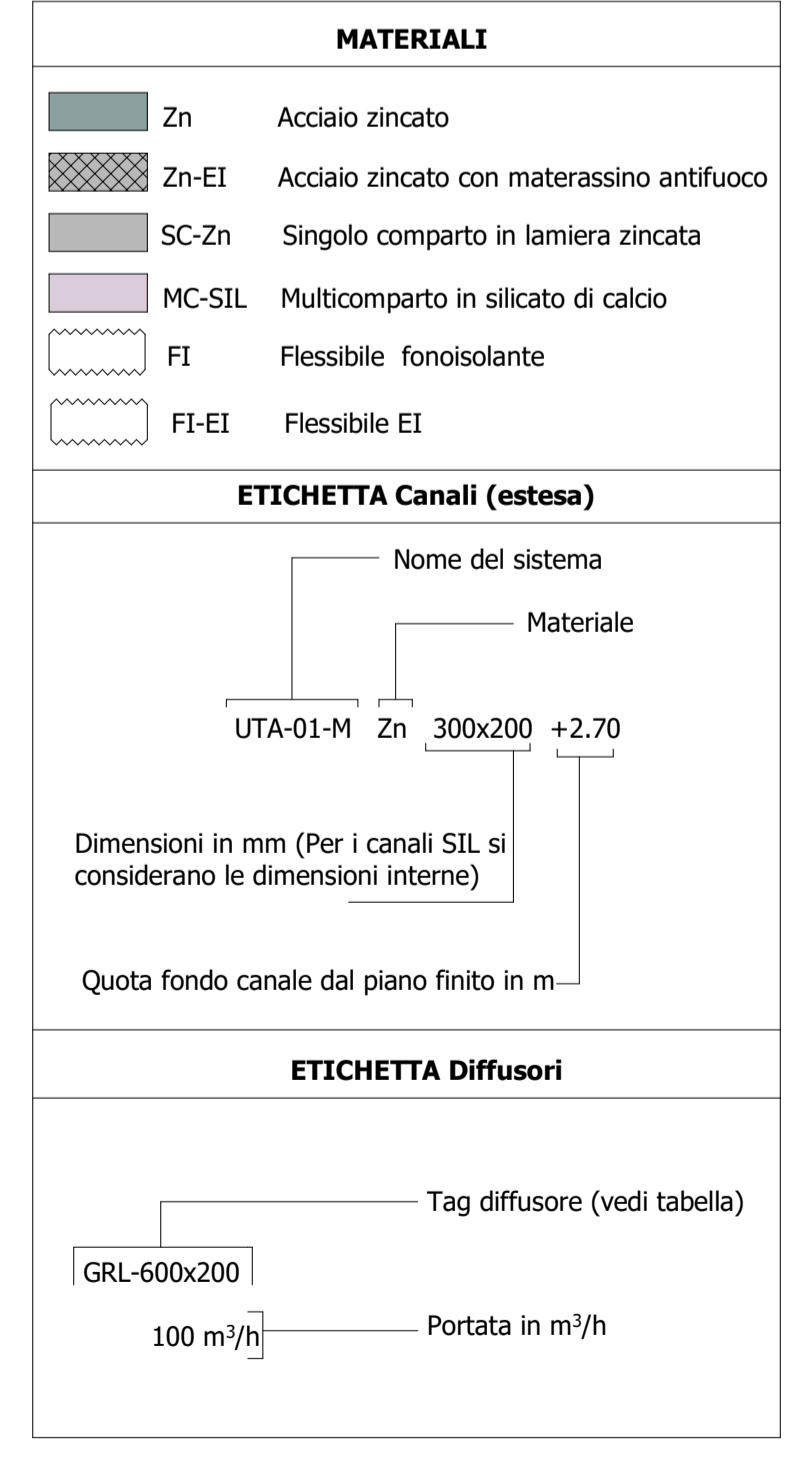 MATERIALI
Zn Acciaio zincato
Zn-EI Acciaio zincato con materassino antifuoco
SC-Zn Singolo comparto in lamiera zincata
MC-SIL Multicomparto in silicato di calcio
FI Flessibile fonoisolante
FI-EI Flessibile EI
ETICHETTA Canali (estesa)
Nome del sistema
Materiale
UTA-01-M Zn 300x200 +2.70
Dimensioni in mm (Per i canali SIL si
considerano le dimensioni interne)
Quota fondo canale dal piano finito in m
ETICHETTA Diffusori
Tag diffusore (vedi tabella)
GRL-600x200
100 m³/h Portata in m³/h